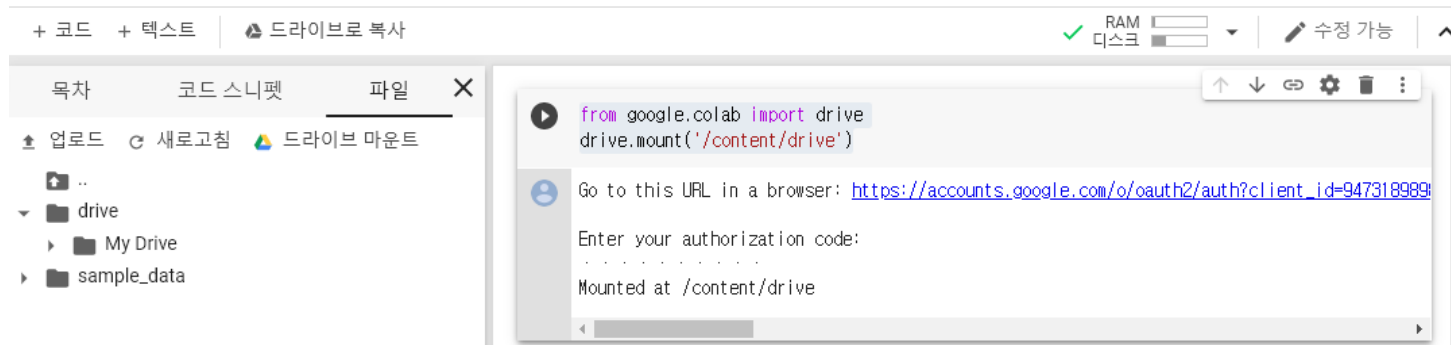 + 코드 + 텍스트 드라이브로 복사
RAM
디스크
수정 가능
목차 코드 스니펫 파일
업로드 새로고침 드라이브 마운트
..
drive
My Drive
sample_data
from google.colab import drive
drive.mount('/content/drive')
Go to this URL in a browser: https://accounts.google.com/o/oauth2/auth?client_id=947318989
Enter your authorization code:
··········
Mounted at /content/drive